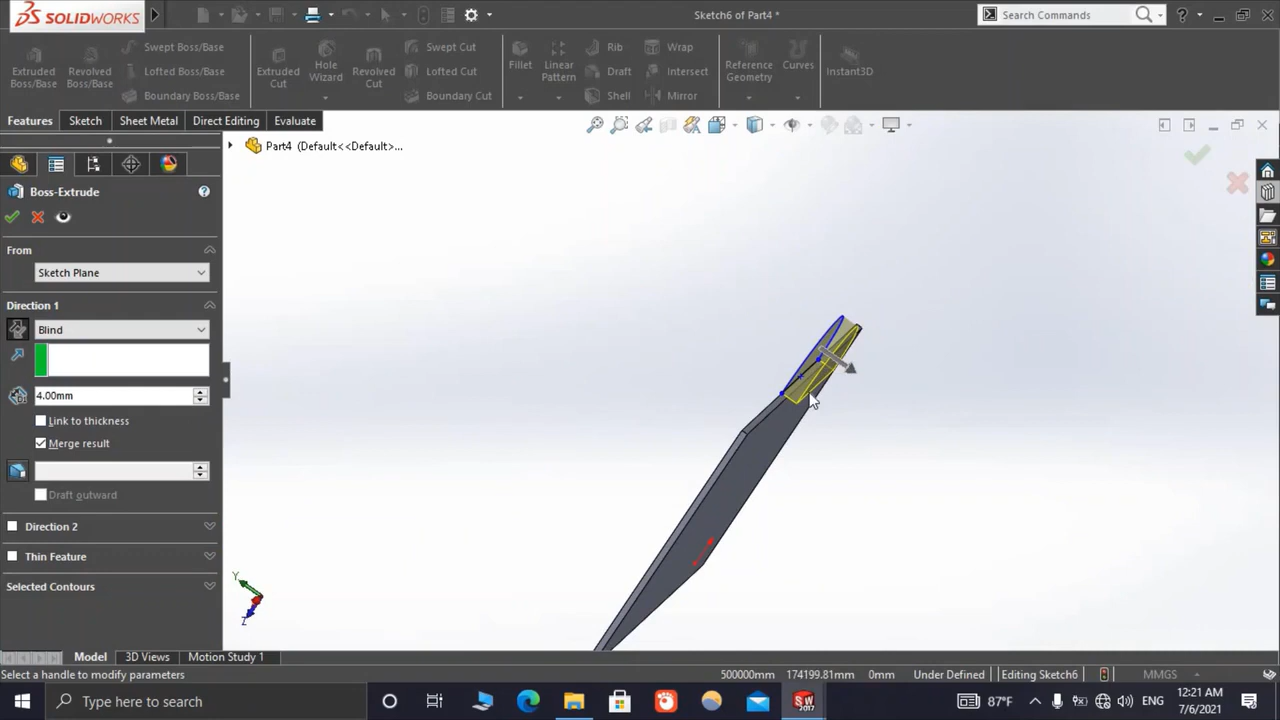 SOLIDWORKS
Sketch6 of Part4 *
Search Commands
Extruded Boss/Base
Revolved Boss/Base
Swept Boss/Base
Lofted Boss/Base
Boundary Boss/Base
Extruded Cut
Hole Wizard
Revolved Cut
Swept Cut
Lofted Cut
Boundary Cut
Fillet
Linear Pattern
Rib
Draft
Shell
Wrap
Intersect
Mirror
Reference Geometry
Curves
Instant3D
Features
Sketch
Sheet Metal
Direct Editing
Evaluate
Part4 (Default<<Default>...
Boss-Extrude
From
Sketch Plane
Direction 1
Blind
4.00mm
Link to thickness
Merge result
Draft outward
Direction 2
Thin Feature
Selected Contours
Y
Z
Model
3D Views
Motion Study 1
Select a handle to modify parameters
500000mm
174199.81mm
0mm
Under Defined
Editing Sketch6
MMGS
Type here to search
SW
2017
87°F
ENG
12:21 AM
7/6/2021